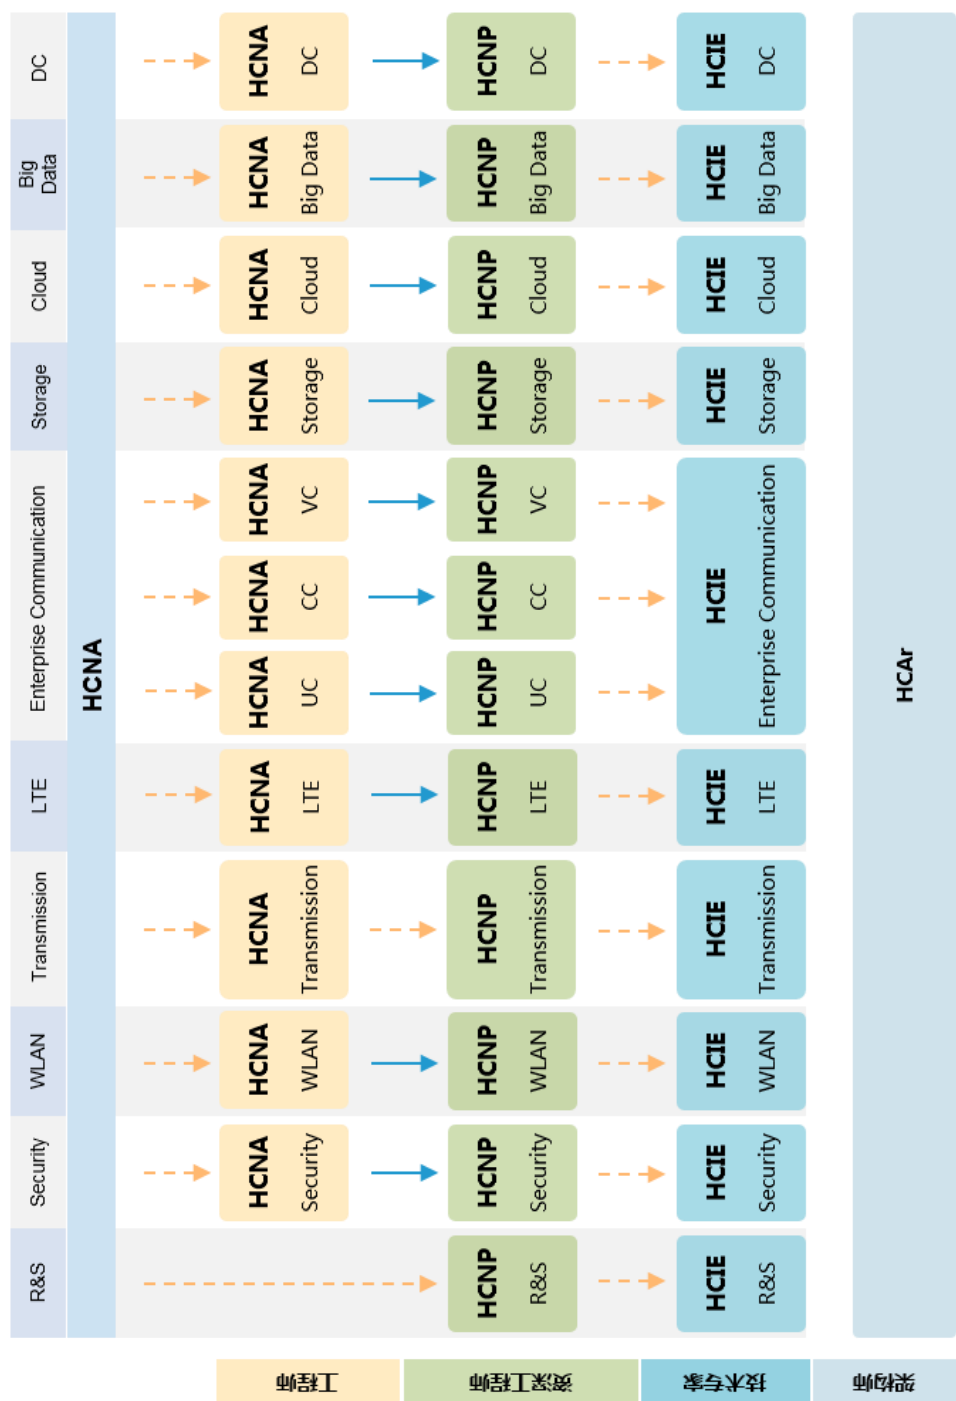 R&S
Security
WLAN
Transmission
LTE
Enterprise Communication
Storage
Cloud
Big
Data
DC
HCNA
工程师
HCNA
Security
HCNA
WLAN
HCNA
Transmission
HCNA
LTE
HCNA
UC
HCNA
CC
HCNA
VC
HCNA
Storage
HCNA
Cloud
HCNA
Big Data
HCNA
DC
资深工程师
HCNP
R&S
HCNP
Security
HCNP
WLAN
HCNP
Transmission
HCNP
LTE
HCNP
UC
HCNP
CC
HCNP
VC
HCNP
Storage
HCNP
Cloud
HCNP
Big Data
HCNP
DC
技术专家
HCIE
R&S
HCIE
Security
HCIE
WLAN
HCIE
Transmission
HCIE
LTE
HCIE
Enterprise Communication
HCIE
Storage
HCIE
Cloud
HCIE
Big Data
HCIE
DC
架构师
HCAr